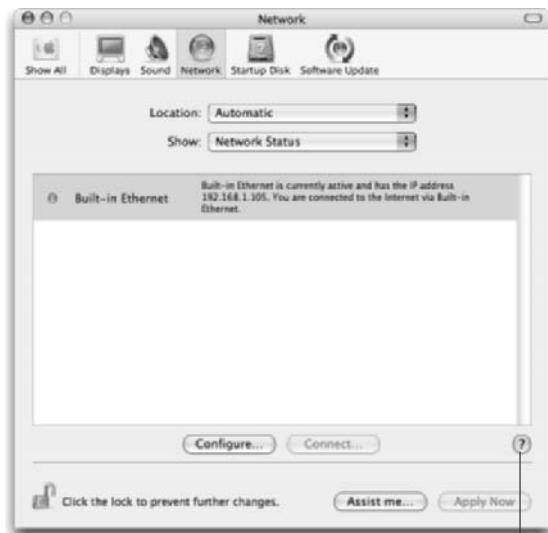 Network
Show All Displays Sound Network Startup Disk Software Update
Location: Automatic
Show: Network Status
Built-in Ethernet
Built-in Ethernet is currently active and has the IP address
192.168.1.105. You are connected to the Internet via Built-in
Ethernet.
Configure... Connect...
?
Click the lock to prevent further changes.
Assist me... Apply Now